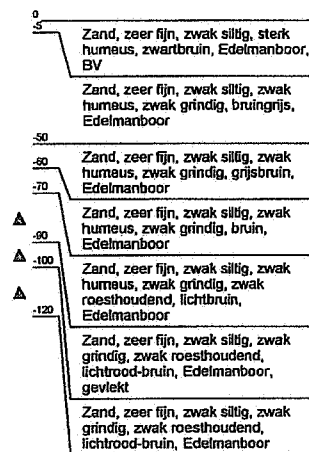 0
-5
Zand, zeer fijn, zwak siltig, sterk
humeus, zwartbruin, Edelmanboor,
BV
Zand, zeer fijn, zwak siltig, zwak
humeus, zwak grindig, bruingrijs,
Edelmanboor
-50
Zand, zeer fijn, zwak siltig, zwak
humeus, zwak grindig, grijsbruin,
Edelmanboor
-60
-70
Zand, zeer fijn, zwak siltig, zwak
humeus, zwak grindig, bruin,
Edelmanboor
-90
Zand, zeer fijn, zwak siltig, zwak
humeus, zwak grindig, zwak
roesthoudend, lichtbruin,
Edelmanboor
-100
-120
Zand, zeer fijn, zwak siltig, zwak
grindig, zwak roesthoudend,
lichtrood-bruin, Edelmanboor,
gevlekt
Zand, zeer fijn, zwak siltig, zwak
grindig, zwak roesthoudend,
lichtrood-bruin, Edelmanboor